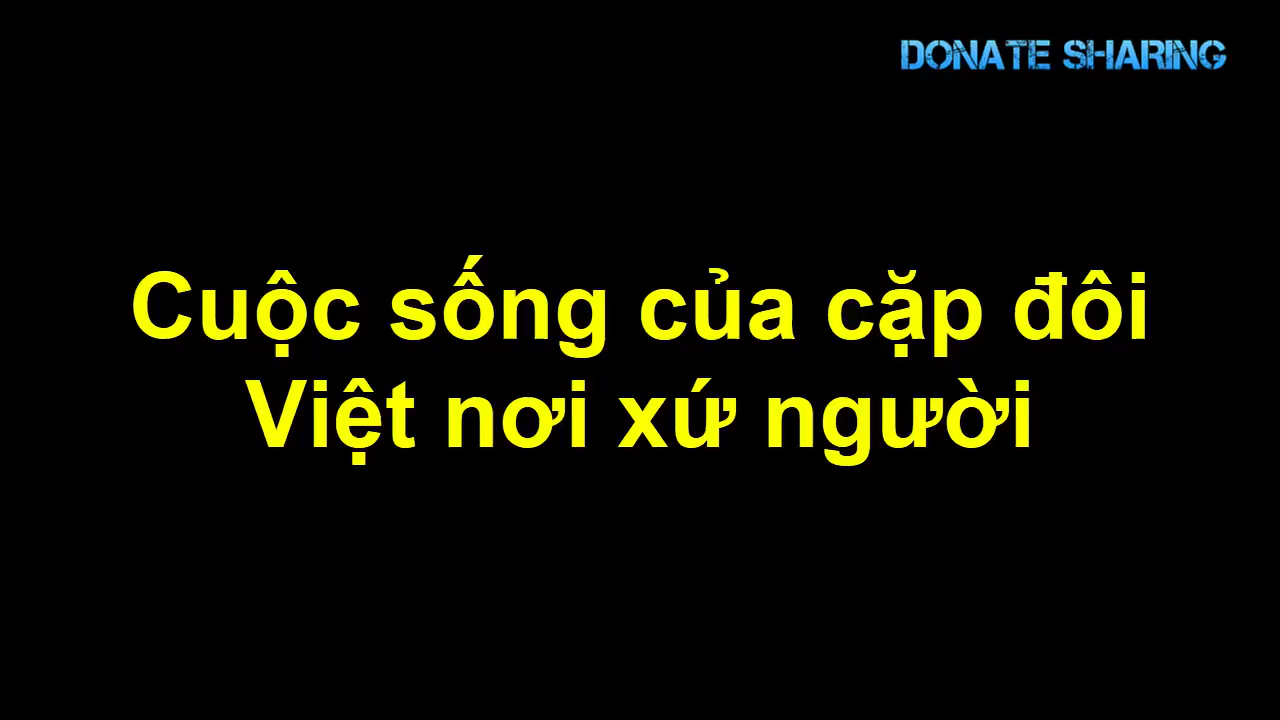 DONATE SHARING
Cuộc sống của cặp đôi
Việt nơi xứ người